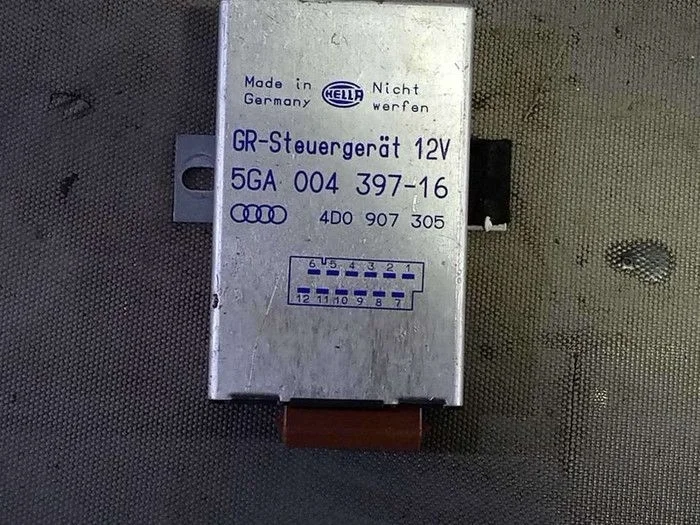 Made in HELLA Nicht
Germany werfen
GR-Steuergerät 12V
5GA 004 397-16
4D0 907 305
6 5 4 3 2 1
12 11 10 9 8 7